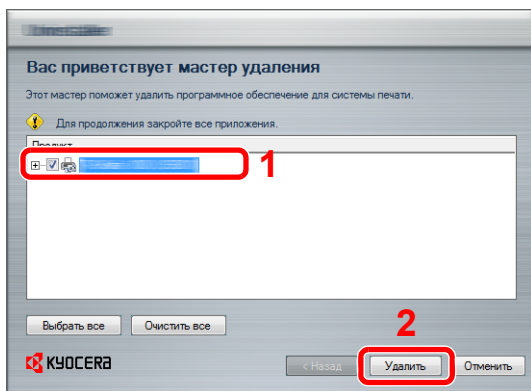 Вас приветствует мастер удаления
Этот мастер поможет удалить программное обеспечение для системы печати.
Для продолжения закройте все приложения.
Продукт
1
2
Выбрать все Очистить все
KYOCERA
< Назад Удалить Отменить